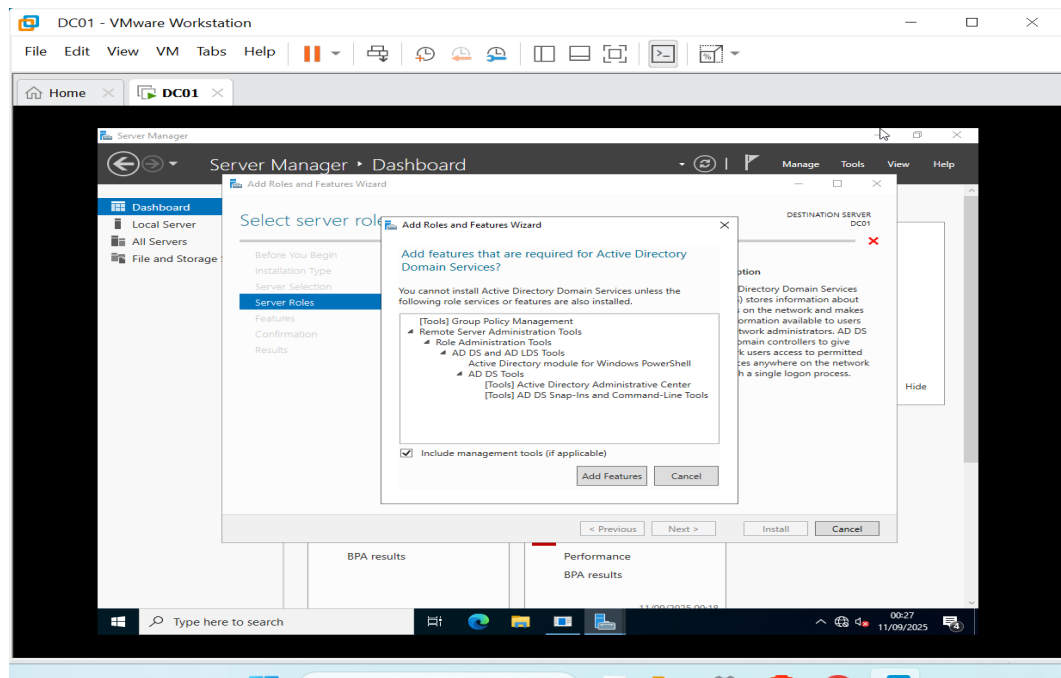 DC01 - VMware Workstation
File Edit View VM Tabs Help
Home
DC01
Server Manager
Server Manager Dashboard
Manage Tools View Help
Add Roles and Features Wizard
Dashboard
Local Server
All Servers
File and Storage
Select server
DESTINATION SERVER
DC01
Before You Begin
Installation Type
Server Selection
Server Roles
Features
Confirmation
Results
Add Roles and Features Wizard
Add features that are required for Active Directory
Domain Services?
You cannot install Active Directory Domain Services unless the
following role services or features are also installed.
[Tools] Group Policy Management
Remote Server Administration Tools
Role Administration Tools
AD DS and AD LDS Tools
Active Directory module for Windows PowerShell
AD DS Tools
[Tools] Active Directory Administrative Center
[Tools] AD DS Snap-Ins and Command-Line Tools
Include management tools (if applicable)
Add Features Cancel
Directory Domain Services
stores information about
on the network and makes
available to users
administrators. AD DS
controllers to give
users access to permitted
anywhere on the network
a single logon process.
Hide
< Previous Next > Install Cancel
BPA results
Performance
BPA results
Type here to search
00:27
11/09/2025
4